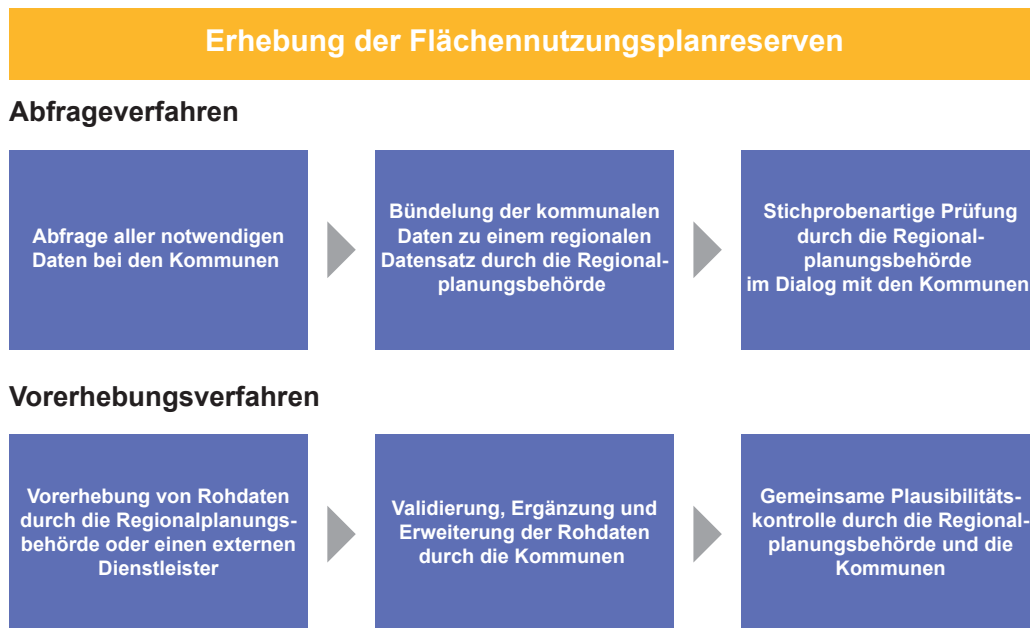 Erhebung der Flächennutzungsplanreserven
Abfrageverfahren
Abfrage aller notwendigen
Daten bei den Kommunen
Bündelung der kommunalen
Daten zu einem regionalen
Datensatz durch die Regional-
planungsbehörde
Stichprobenartige Prüfung
durch die Regional-
planungsbehörde
im Dialog mit den Kommunen
Vorerhebungsverfahren
Vorerhebung von Rohdaten
durch die Regionalplanungs-
behörde oder einen externen
Dienstleister
Validierung, Ergänzung und
Erweiterung der Rohdaten
durch die Kommunen
Gemeinsame Plausibilitäts-
kontrolle durch die Regional-
planungsbehörde und die
Kommunen